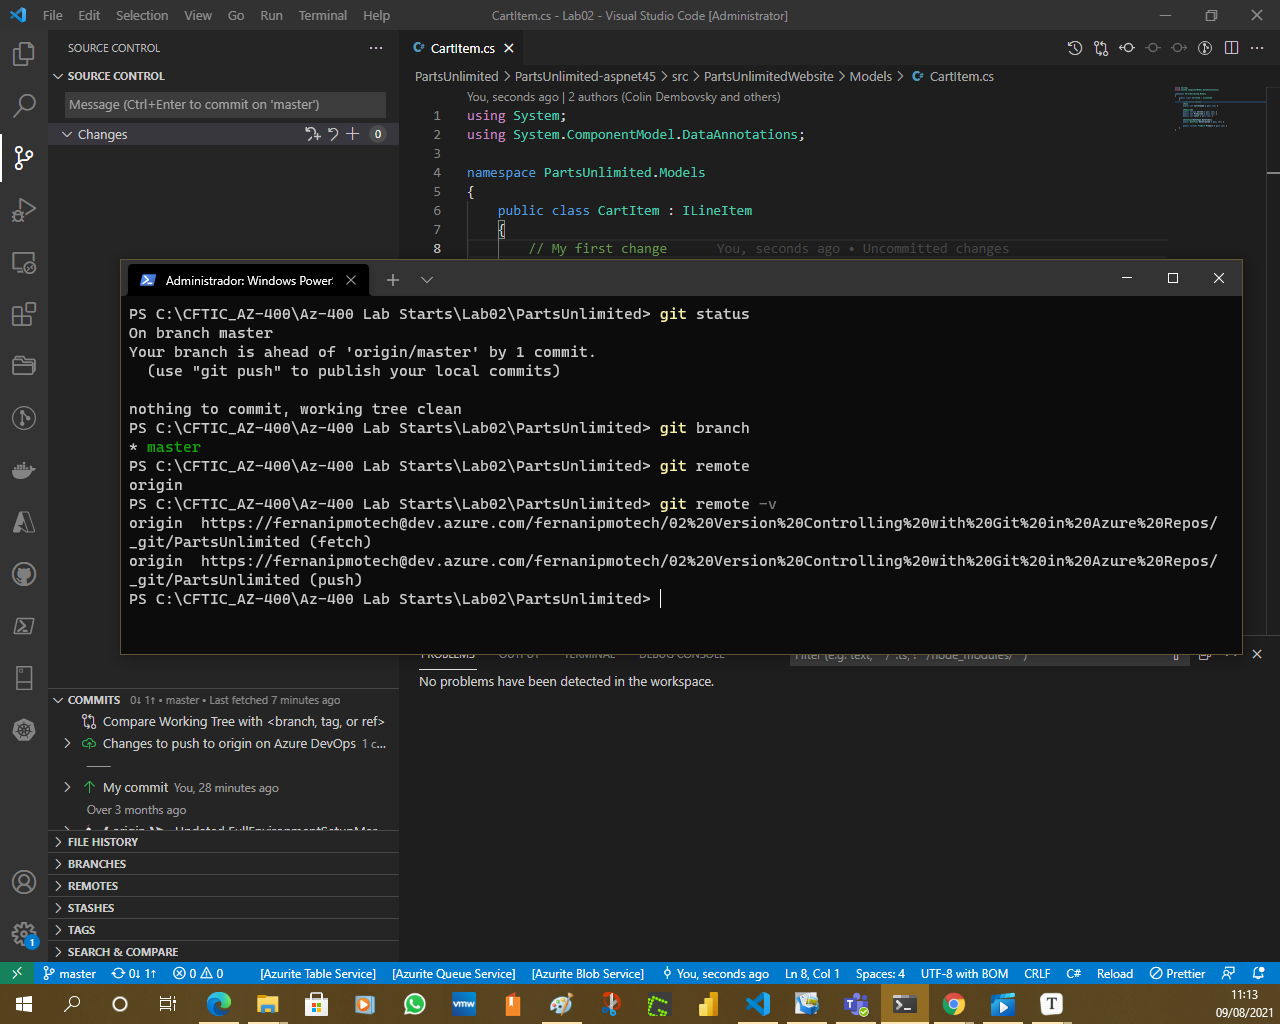 File Edit Selection View Go Run Terminal Help CartItem.cs - Lab02 - Visual Studio Code [Administrator]
SOURCE CONTROL
SOURCE CONTROL
Message (Ctrl+Enter to commit on 'master')
Changes 0
CartItem.cs
PartsUnlimited > PartsUnlimited-aspnet45 > src > PartsUnlimitedWebsite > Models > CartItem.cs
You, seconds ago | 2 authors (Colin Dembovsky and others)
1 using System;
2 using System.ComponentModel.DataAnnotations;
3
4 namespace PartsUnlimited.Models
5 {
6 public class CartItem : ILineItem
7 {
8 // My first change You, seconds ago • Uncommitted changes
Administrador: Windows Power
PS C:\CFTIC_AZ-400\Az-400 Lab Starts\Lab02\PartsUnlimited> git status
On branch master
Your branch is ahead of 'origin/master' by 1 commit.
(use "git push" to publish your local commits)
nothing to commit, working tree clean
PS C:\CFTIC_AZ-400\Az-400 Lab Starts\Lab02\PartsUnlimited> git branch
* master
PS C:\CFTIC_AZ-400\Az-400 Lab Starts\Lab02\PartsUnlimited> git remote
origin
PS C:\CFTIC_AZ-400\Az-400 Lab Starts\Lab02\PartsUnlimited> git remote -v
origin https://fernanipmotech@dev.azure.com/fernanipmotech/02%20Version%20Controlling%20with%20Git%20in%20Azure%20Repos/
_git/PartsUnlimited (fetch)
origin https://fernanipmotech@dev.azure.com/fernanipmotech/02%20Version%20Controlling%20with%20Git%20in%20Azure%20Repos/
_git/PartsUnlimited (push)
PS C:\CFTIC_AZ-400\Az-400 Lab Starts\Lab02\PartsUnlimited>
PROBLEMS OUTPUT TERMINAL DEBUG CONSOLE
No problems have been detected in the workspace.
COMMITS 0↓ 1↑ • master • Last fetched 7 minutes ago
Compare Working Tree with <branch, tag, or ref>
Changes to push to origin on Azure DevOps 1 c...
My commit You, 28 minutes ago
Over 3 months ago
FILE HISTORY
BRANCHES
REMOTES
STASHES
TAGS
SEARCH & COMPARE
1
master 0↓ 1↑ 0 0 [Azurite Table Service] [Azurite Queue Service] [Azurite Blob Service] You, seconds ago Ln 8, Col 1 Spaces: 4 UTF-8 with BOM CRLF C# Reload Prettier
vmw T
11:13
09/08/2021